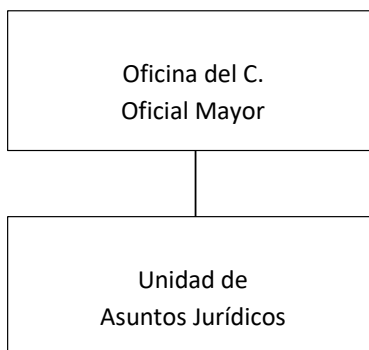 Oficina del C.
Oficial Mayor
Unidad de
Asuntos Jurídicos